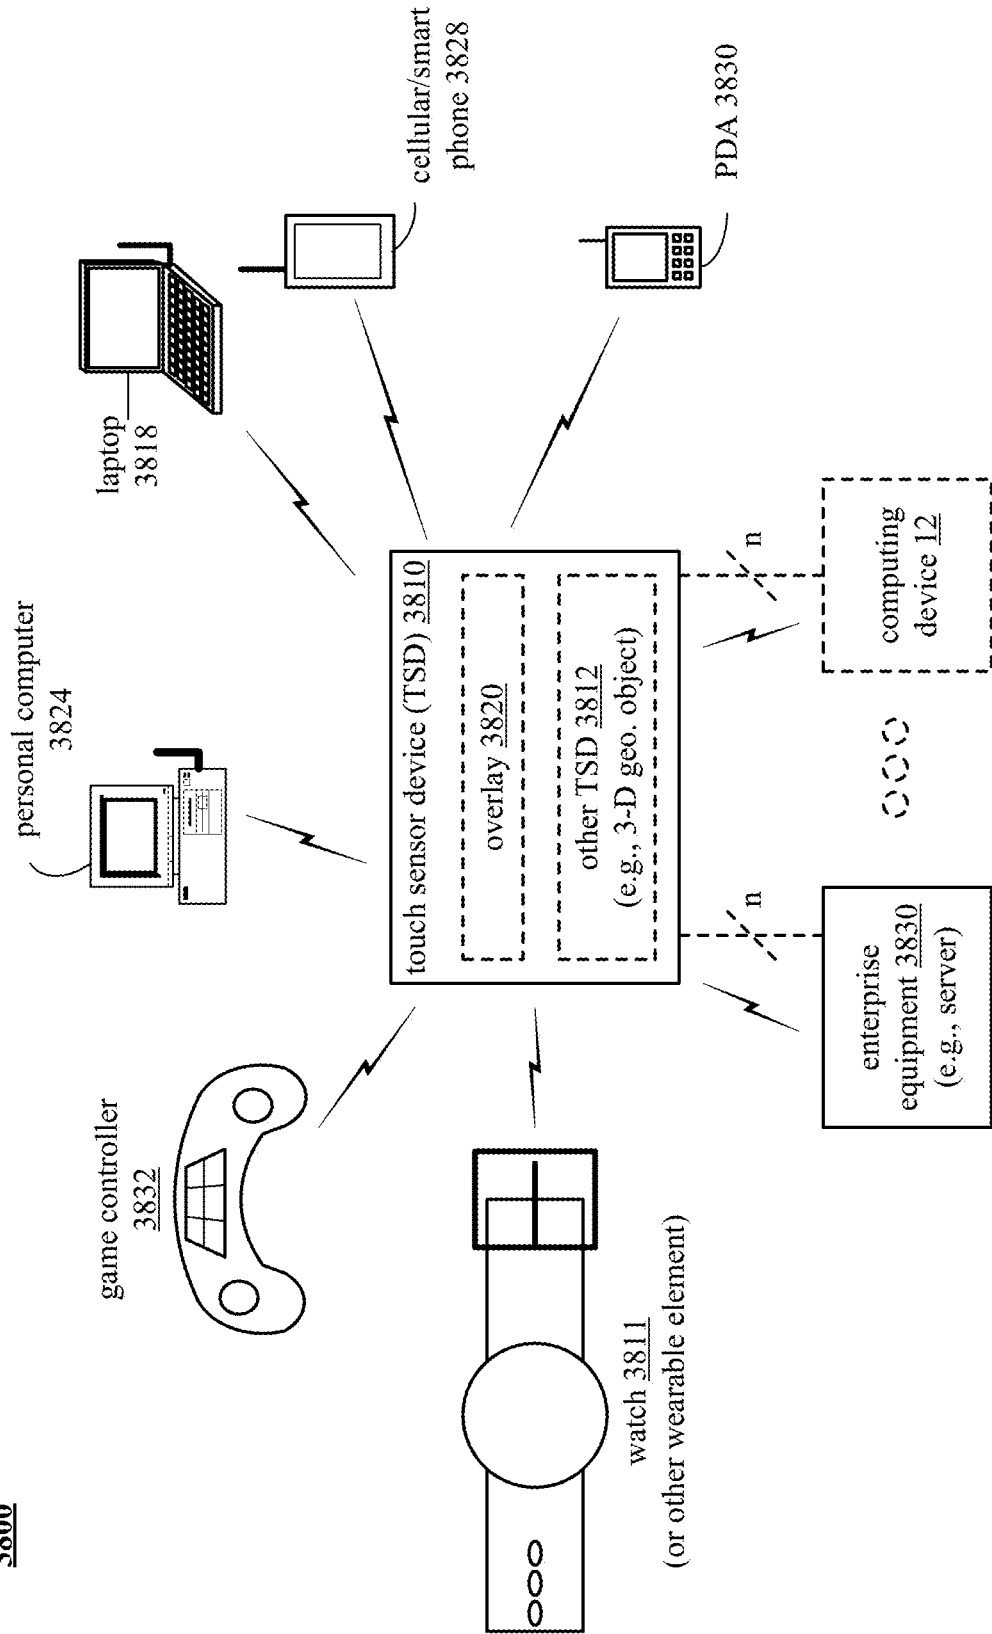 3800
game controller
3832
personal computer
3824
laptop
3818
cellular/smart
phone 3828
PDA 3830
watch 3811
(or other wearable element)
touch sensor device (TSD) 3810
overlay 3820
other TSD 3812
(e.g., 3-D geo. object)
n
n
enterprise
equipment 3830
(e.g., server)
computing
device 12